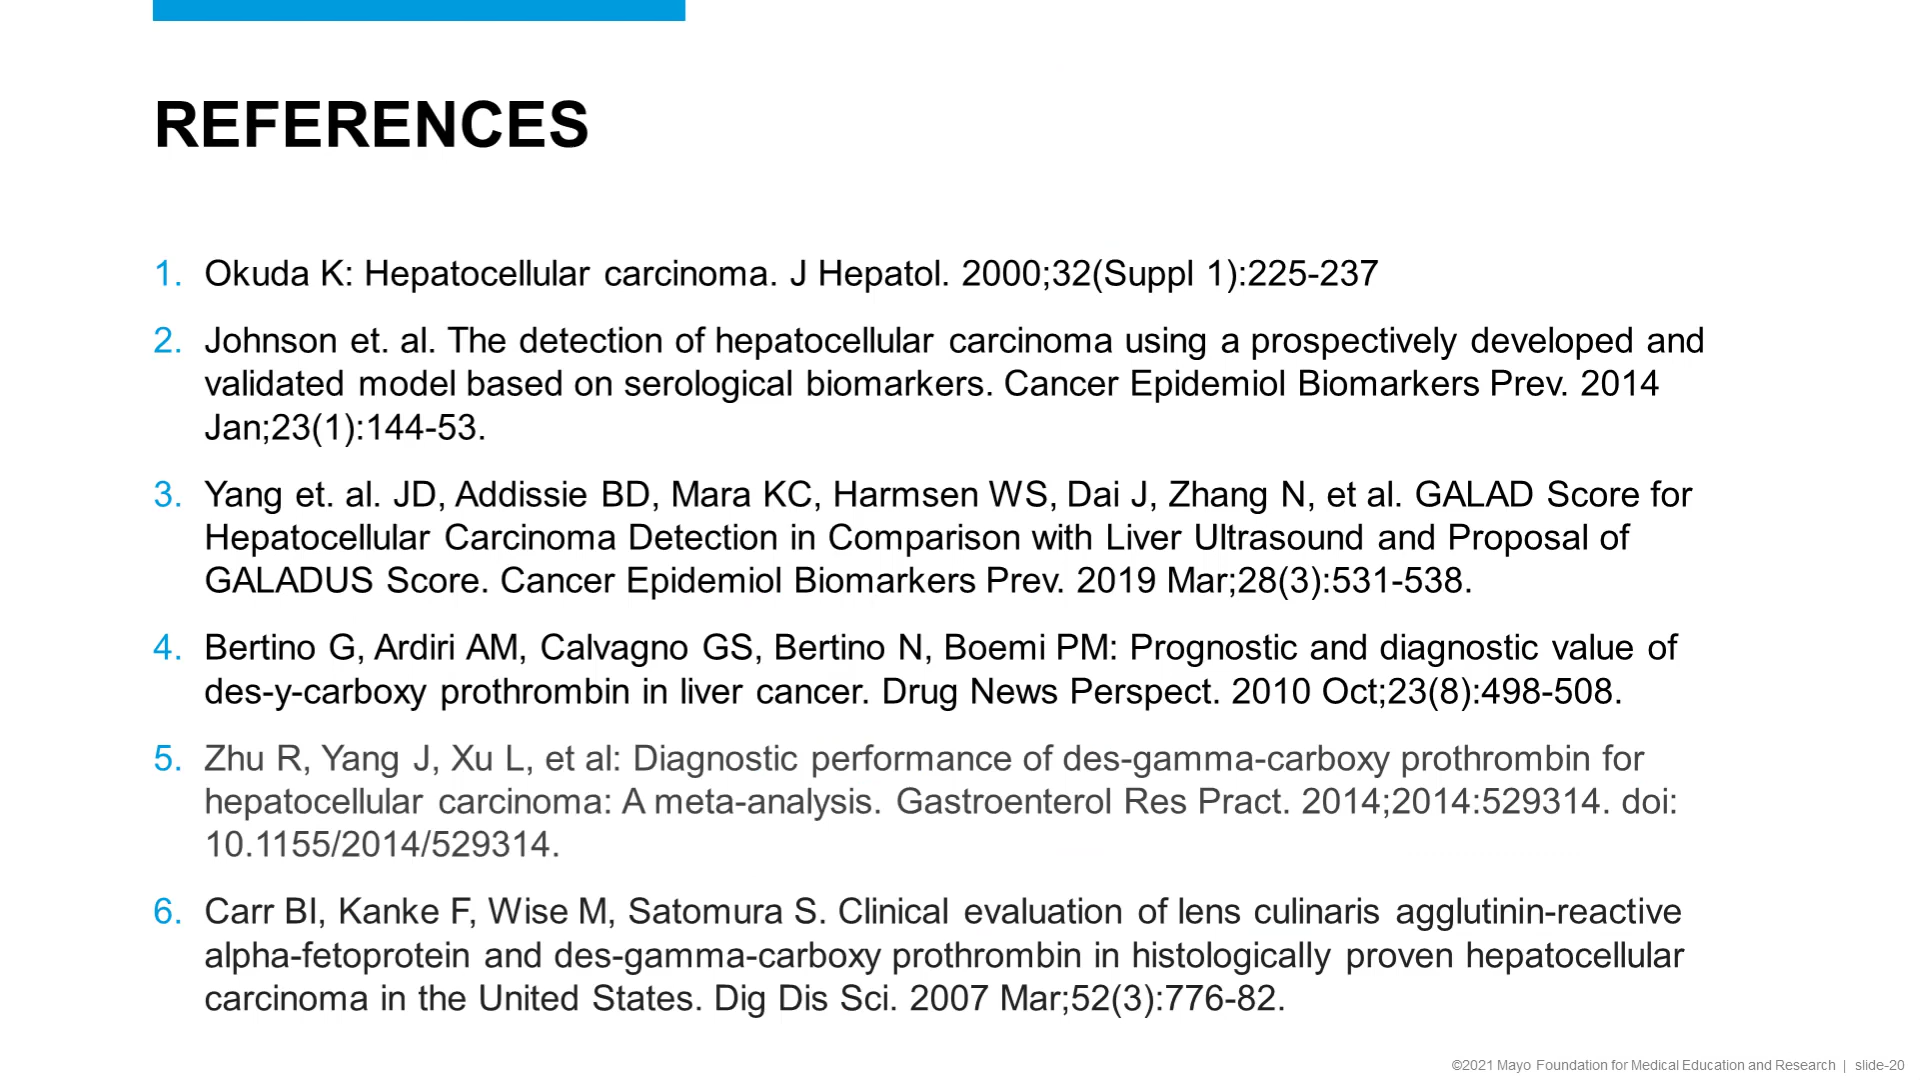 REFERENCES
1. Okuda K: Hepatocellular carcinoma. J Hepatol. 2000;32(Suppl 1):225-237
2. Johnson et. al. The detection of hepatocellular carcinoma using a prospectively developed and
validated model based on serological biomarkers. Cancer Epidemiol Biomarkers Prev. 2014
Jan;23(1):144-53.
3. Yang et. al. JD, Addissie BD, Mara KC, Harmsen WS, Dai J, Zhang N, et al. GALAD Score for
Hepatocellular Carcinoma Detection in Comparison with Liver Ultrasound and Proposal of
GALADUS Score. Cancer Epidemiol Biomarkers Prev. 2019 Mar;28(3):531-538.
4. Bertino G, Ardiri AM, Calvagno GS, Bertino N, Boemi PM: Prognostic and diagnostic value of
des-y-carboxy prothrombin in liver cancer. Drug News Perspect. 2010 Oct;23(8):498-508.
5. Zhu R, Yang J, Xu L, et al: Diagnostic performance of des-gamma-carboxy prothrombin for
hepatocellular carcinoma: A meta-analysis. Gastroenterol Res Pract. 2014;2014:529314. doi:
10.1155/2014/529314.
6. Carr BI, Kanke F, Wise M, Satomura S. Clinical evaluation of lens culinaris agglutinin-reactive
alpha-fetoprotein and des-gamma-carboxy prothrombin in histologically proven hepatocellular
carcinoma in the United States. Dig Dis Sci. 2007 Mar;52(3):776-82.
©2021 Mayo Foundation for Medical Education and Research | slide-20